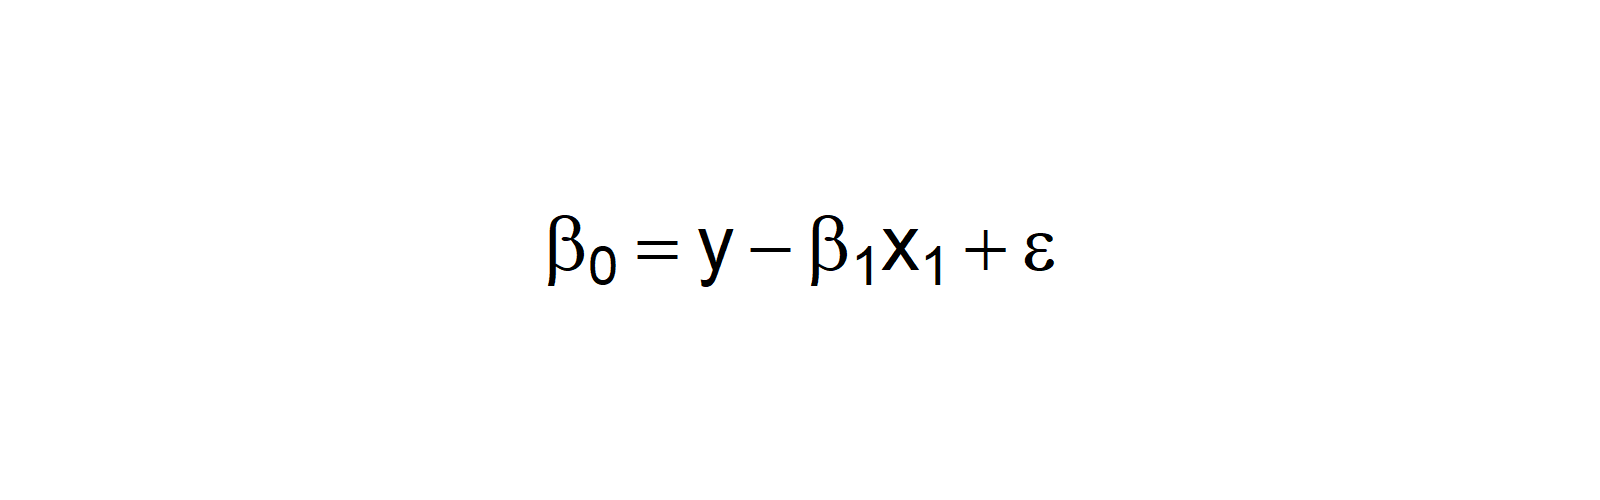 β₀ = y − β₁x₁ + ε